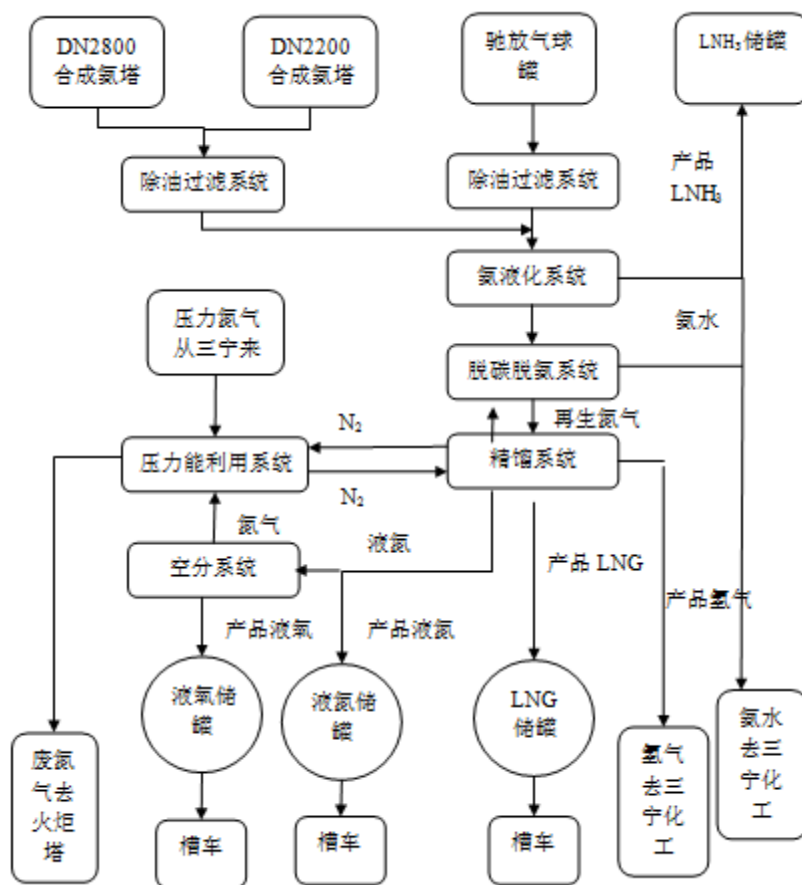 DN2800
合成氨塔
DN2200
合成氨塔
驰放气球
罐
LNH₃储罐
除油过滤系统
除油过滤系统
产品
LNH₃
氨液化系统
压力氮气
从三宁来
氨水
脱碳脱氨系统
再生氮气
N₂
压力能利用系统
精馏系统
N₂
氮气
液氮
空分系统
产品 LNG
产品氢气
产品液氧
产品液氮
液氧储
罐
液氮储
罐
LNG
储罐
氨水
去三
宁化
工
废氮
气去
火炬
塔
氢气
去三
宁化
工
槽车
槽车
槽车